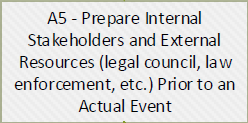 A5 - Prepare Internal
Stakeholders and External
Resources (legal council, law
enforcement, etc.) Prior to an
Actual Event